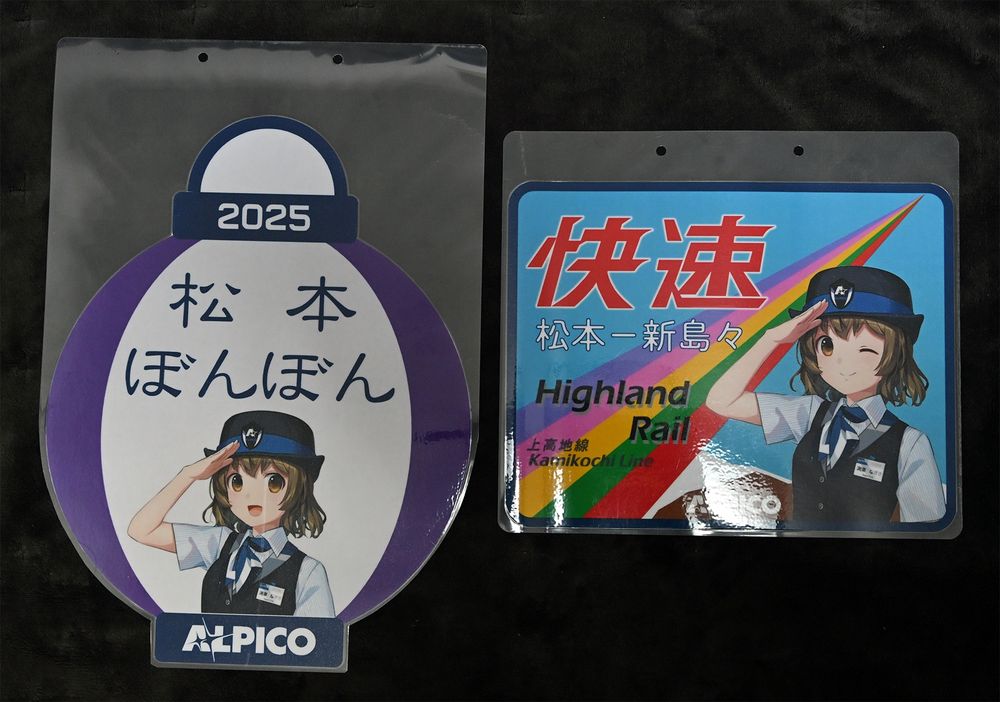 2025
松本
ぼんぼん
ALPICO
快速
松本－新島々
Highland
Rail
上高地線
Kamikochi Line
ALPICO